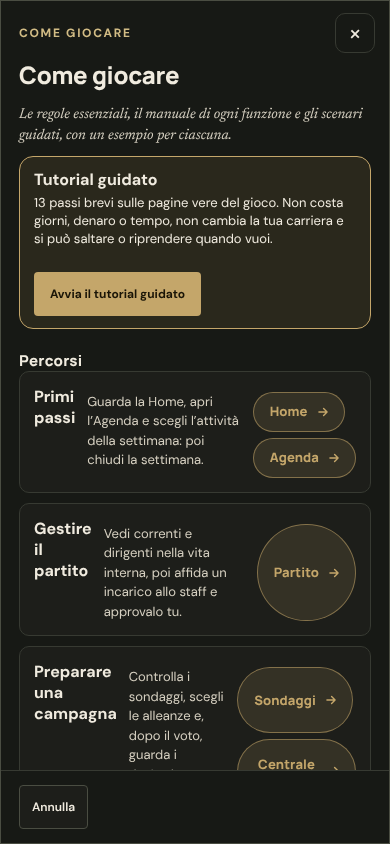 COME GIOCARE
×
Come giocare
Le regole essenziali, il manuale di ogni funzione e gli scenari
guidati, con un esempio per ciascuna.
Tutorial guidato
13 passi brevi sulle pagine vere del gioco. Non costa
giorni, denaro o tempo, non cambia la tua carriera e
si può saltare o riprendere quando vuoi.
Avvia il tutorial guidato
Percorsi
Primi
passi
Guarda la Home, apri
l'Agenda e scegli l'attività
della settimana: poi
chiudi la settimana.
Home →
Agenda →
Gestire
il
partito
Vedi correnti e
dirigenti nella vita
interna, poi affida un
incarico allo staff e
approvalo tu.
Partito →
Preparare
una
campagna
Controlla i
sondaggi, scegli
le alleanze e,
dopo il voto,
guarda i
Sondaggi →
Centrale
Annulla